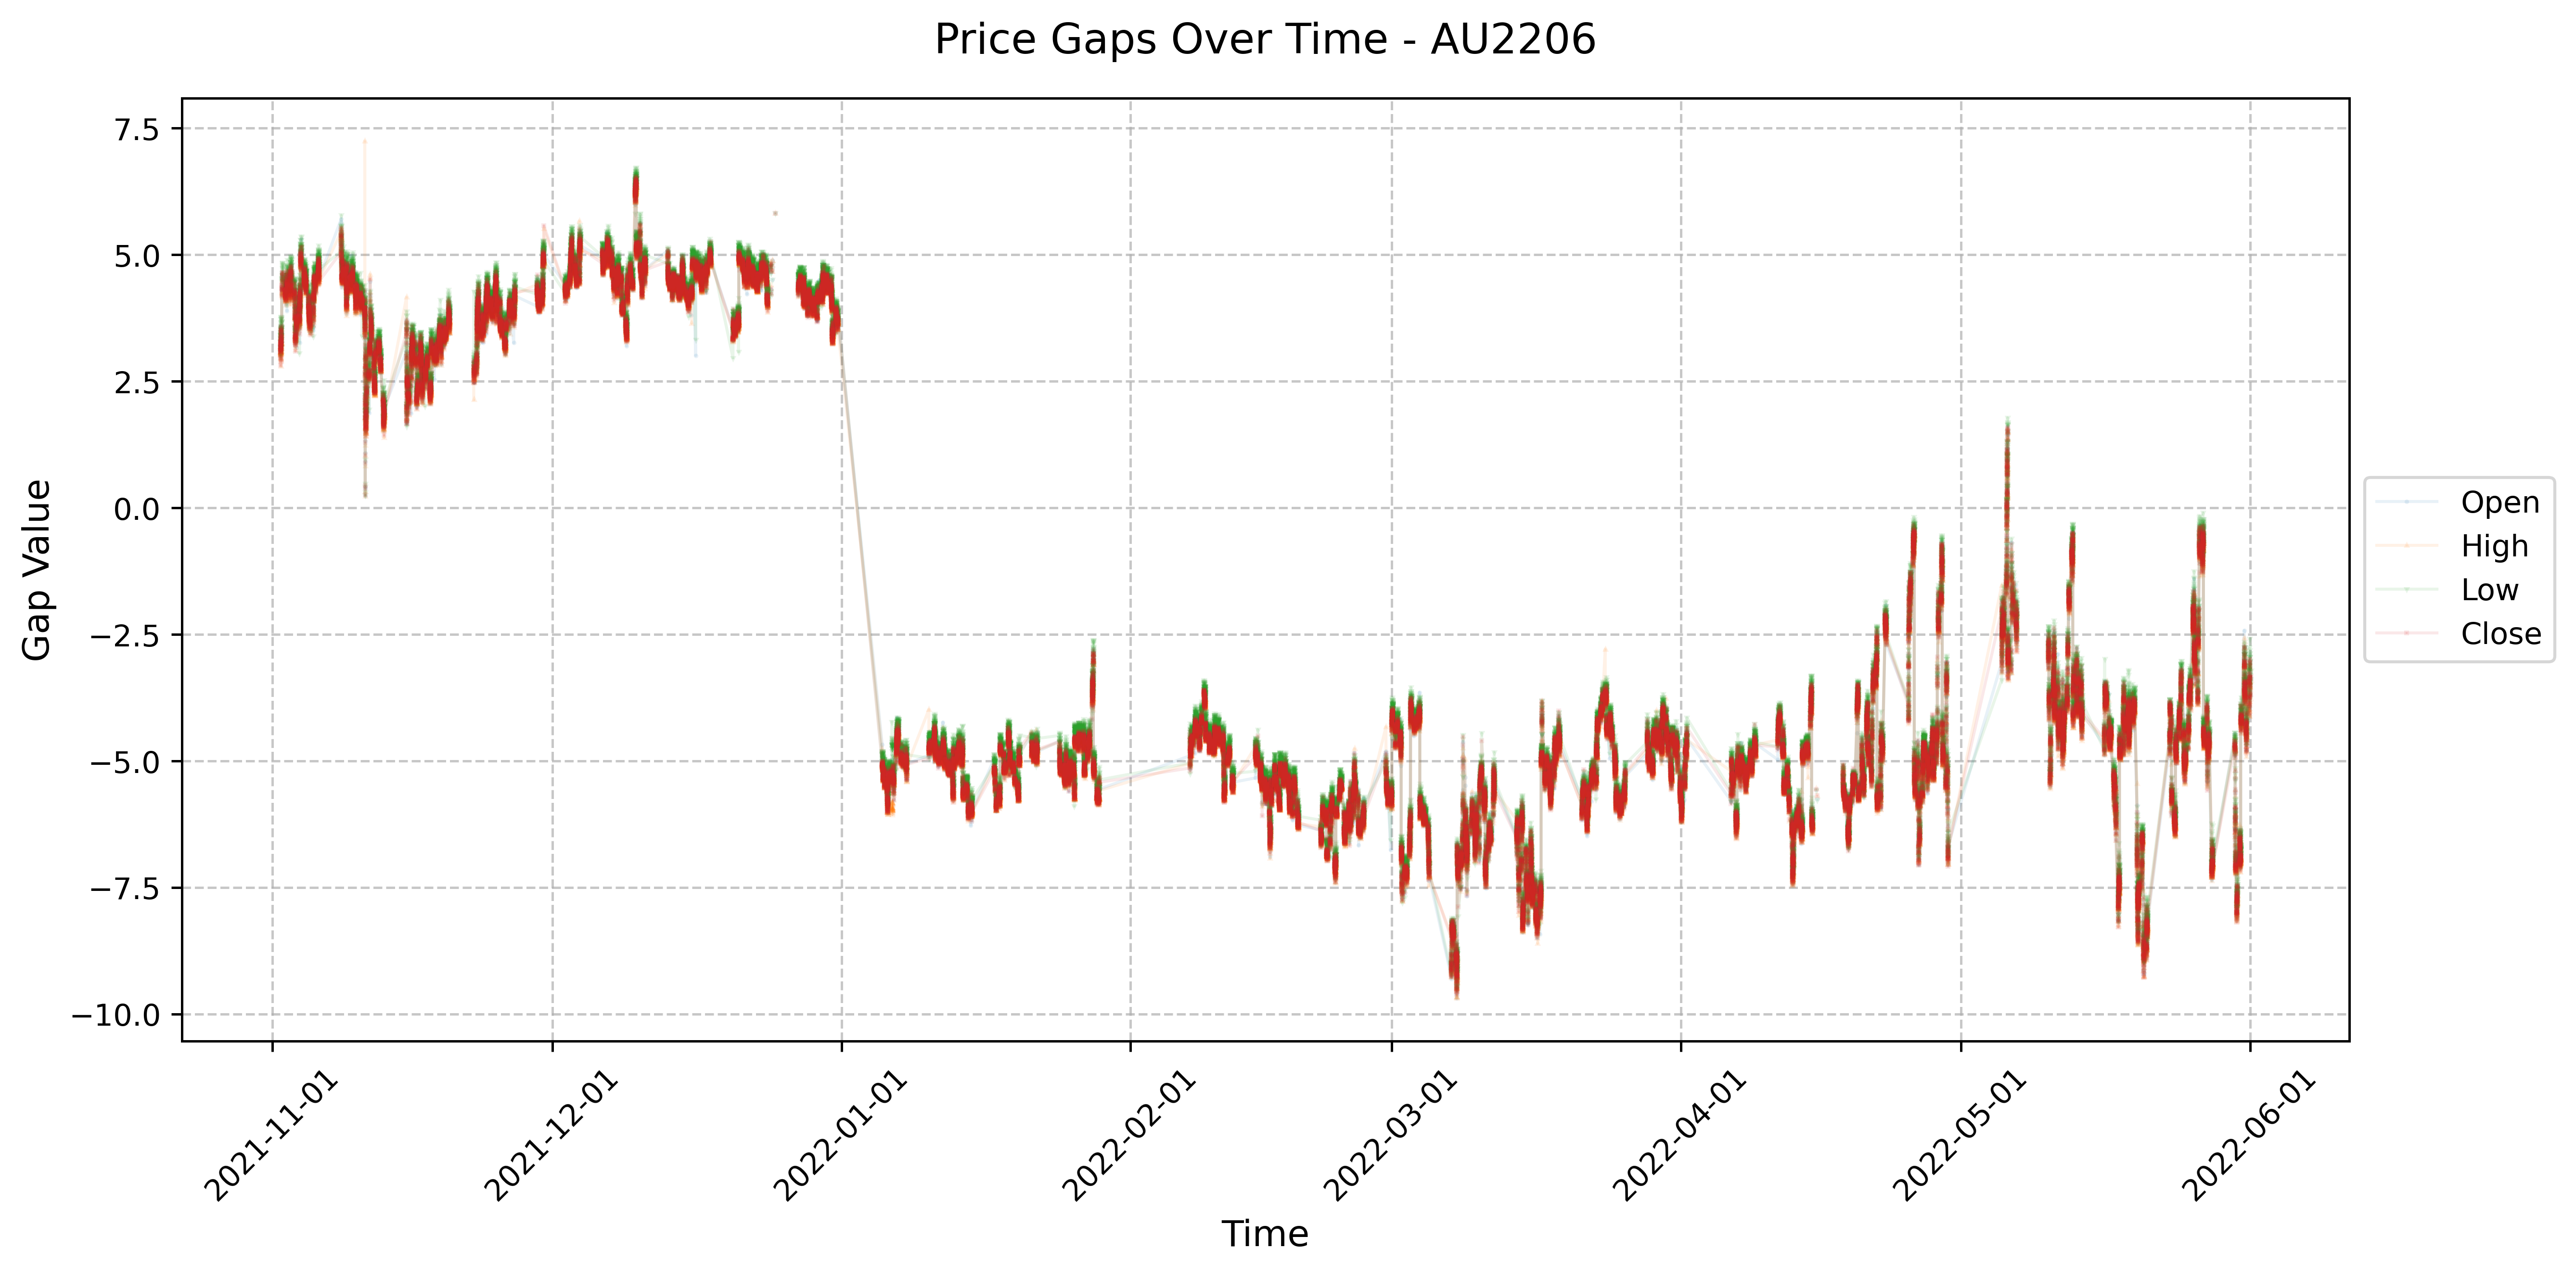 Price Gaps Over Time - AU2206
Gap Value
7.5
5.0
2.5
0.0
−2.5
−5.0
−7.5
−10.0
2021-11-01
2021-12-01
2022-01-01
2022-02-01
2022-03-01
2022-04-01
2022-05-01
2022-06-01
Time
Open
High
Low
Close